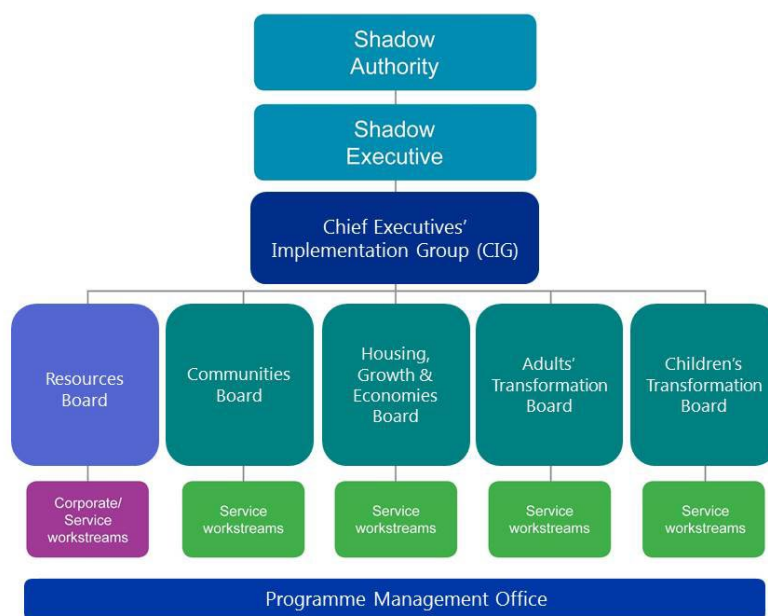 Shadow
Authority
Shadow
Executive
Chief Executives’
Implementation Group (CIG)
Resources
Board
Communities
Board
Housing,
Growth &
Economies
Board
Adults’
Transformation
Board
Children’s
Transformation
Board
Corporate/
Service
workstreams
Service
workstreams
Service
workstreams
Service
workstreams
Service
workstreams
Programme Management Office